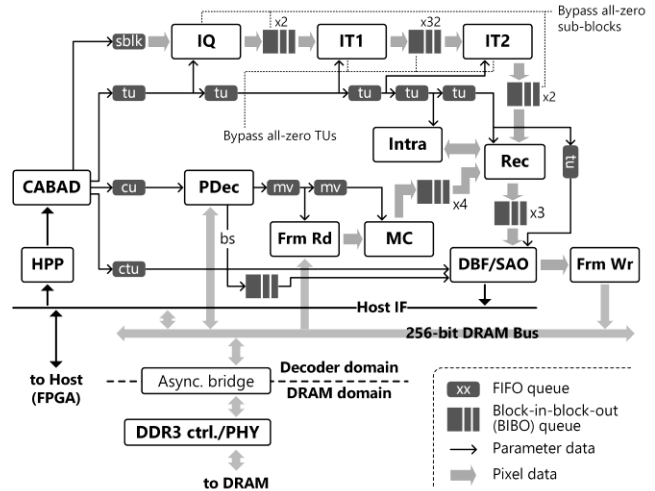 Bypass all-zero
sub-blocks
sblk
IQ
x2
IT1
x32
IT2
x2
tu
tu
tu
tu
tu
Bypass all-zero TUs
Intra
Rec
tu
CABAD
cu
PDec
mv
mv
x4
x3
bs
Frm Rd
MC
HPP
ctu
DBF/SAO
Frm Wr
Host IF
256-bit DRAM Bus
to Host
(FPGA)
Async. bridge
Decoder domain
DRAM domain
DDR3 ctrl./PHY
to DRAM
xx
FIFO queue
Block-in-block-out
(BIBO) queue
Parameter data
Pixel data